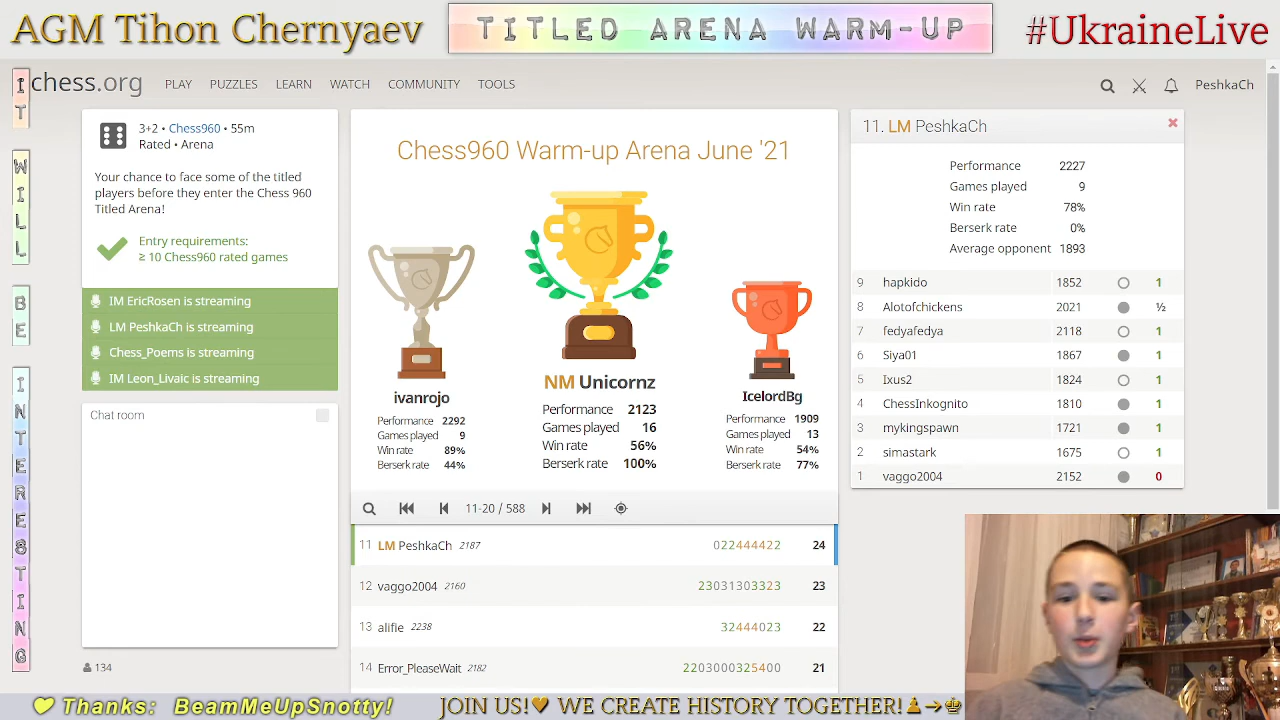 AGM Tihon Chernyaev
TITLED ARENA WARM-UP
#UkraineLive
IT WILL BE INTERESTING
chess.org
PLAY PUZZLES LEARN WATCH COMMUNITY TOOLS
PeshkaCh
3+2 • Chess960 • 55m
Rated • Arena
Your chance to face some of the titled
players before they enter the Chess 960
Titled Arena!
Entry requirements:
≥ 10 Chess960 rated games
IM EricRosen is streaming
LM PeshkaCh is streaming
Chess_Poems is streaming
IM Leon_Livaic is streaming
Chat room
134
Chess960 Warm-up Arena June '21
ivanrojo
Performance 2292
Games played 9
Win rate 89%
Berserk rate 44%
NM Unicornz
Performance 2123
Games played 16
Win rate 56%
Berserk rate 100%
IcelordBg
Performance 1909
Games played 13
Win rate 54%
Berserk rate 77%
11-20 / 588
11 LM PeshkaCh 2187 022444422 24
12 vaggo2004 2160 23031303323 23
13 alifie 2238 32444023 22
14 Error_PleaseWait 2182 2203000325400 21
11. LM PeshkaCh
Performance 2227
Games played 9
Win rate 78%
Berserk rate 0%
Average opponent 1893
9 hapkido 1852 1
8 Alotofchickens 2021 ½
7 fedyafedya 2118 1
6 Siya01 1867 1
5 Ixus2 1824 1
4 ChessInkognito 1810 1
3 mykingspawn 1721 1
2 simastark 1675 1
1 vaggo2004 2152 0
Thanks: BeamMeUpSnotty!
JOIN US!♥ WE CREATE HISTORY TOGETHER!♟→♚